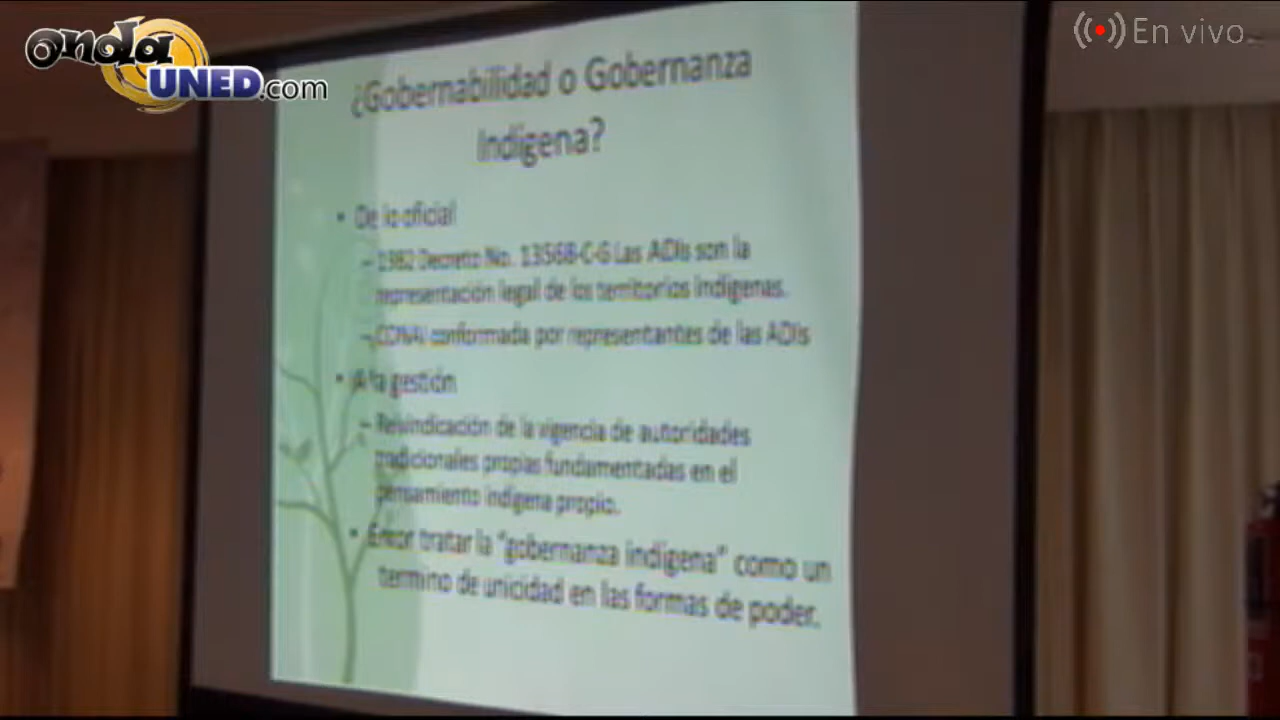 onda
UNED.com
En vivo.
¿Gobernabilidad o Gobernanza
Indígena?
• De lo oficial
– 1982 Decreto No. 13568-C-G Las ADIs son la
representación legal de los territorios indígenas.
– CONAI conformada por representantes de las ADIs
• A la gestión
– Reivindicación de la vigencia de autoridades
tradicionales propias fundamentadas en el
pensamiento indígena propio.
• Error tratar la "gobernanza indígena" como un
termino de unicidad en las formas de poder.